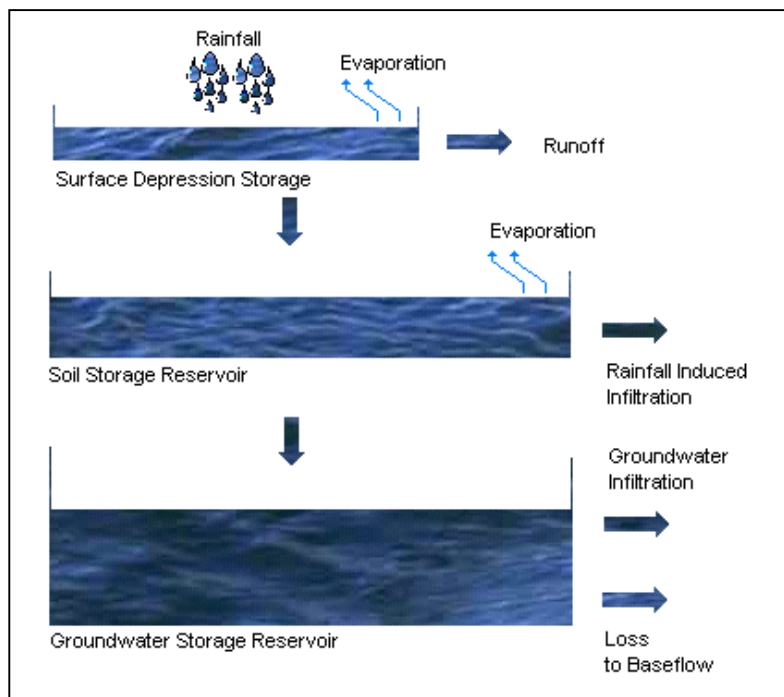 Rainfall
Evaporation
Runoff
Surface Depression Storage
Evaporation
Soil Storage Reservoir
Rainfall Induced
Infiltration
Groundwater
Infiltration
Groundwater Storage Reservoir
Loss
to Baseflow